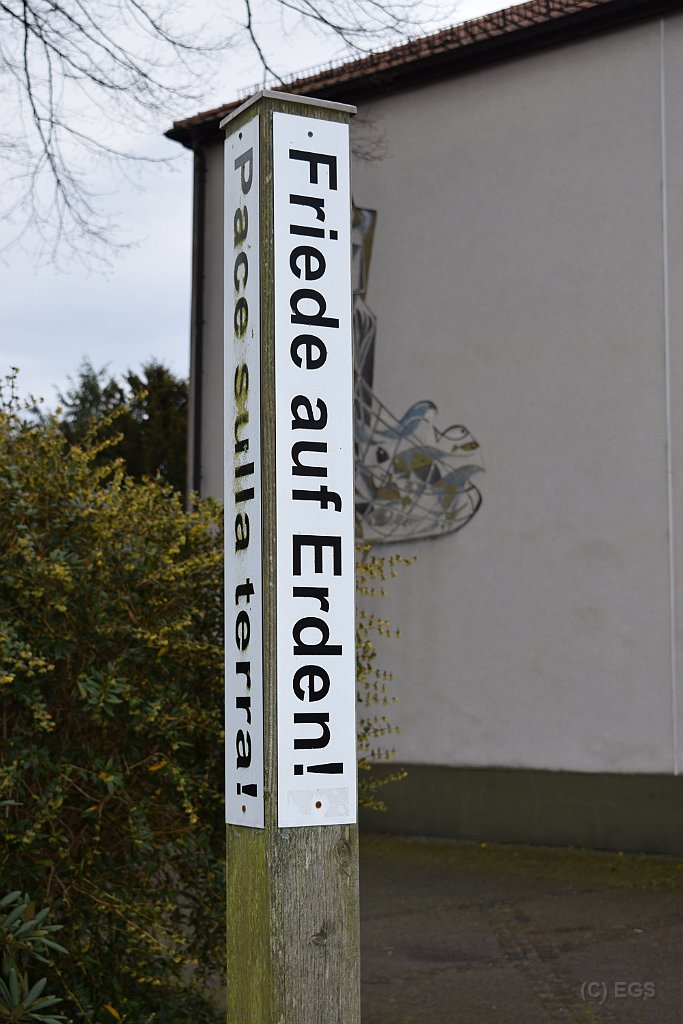 Pace sulla terra!
Friede auf Erden!
(C) EGS